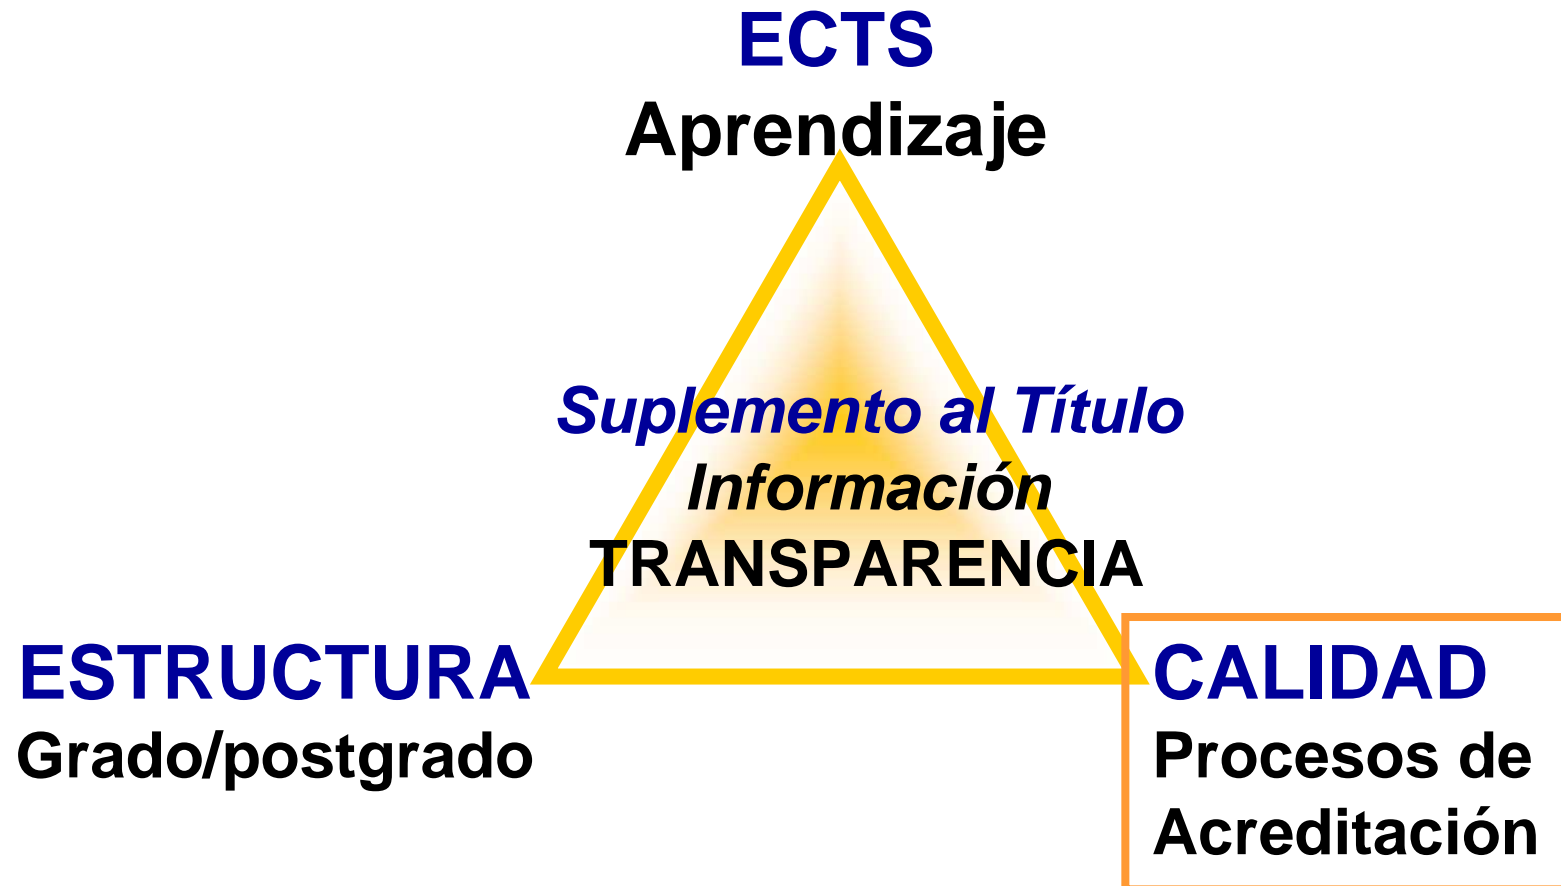 ECTS
Aprendizaje
Suplemento al Título
Información
TRANSPARENCIA
ESTRUCTURA
Grado/postgrado
CALIDAD
Procesos de
Acreditación